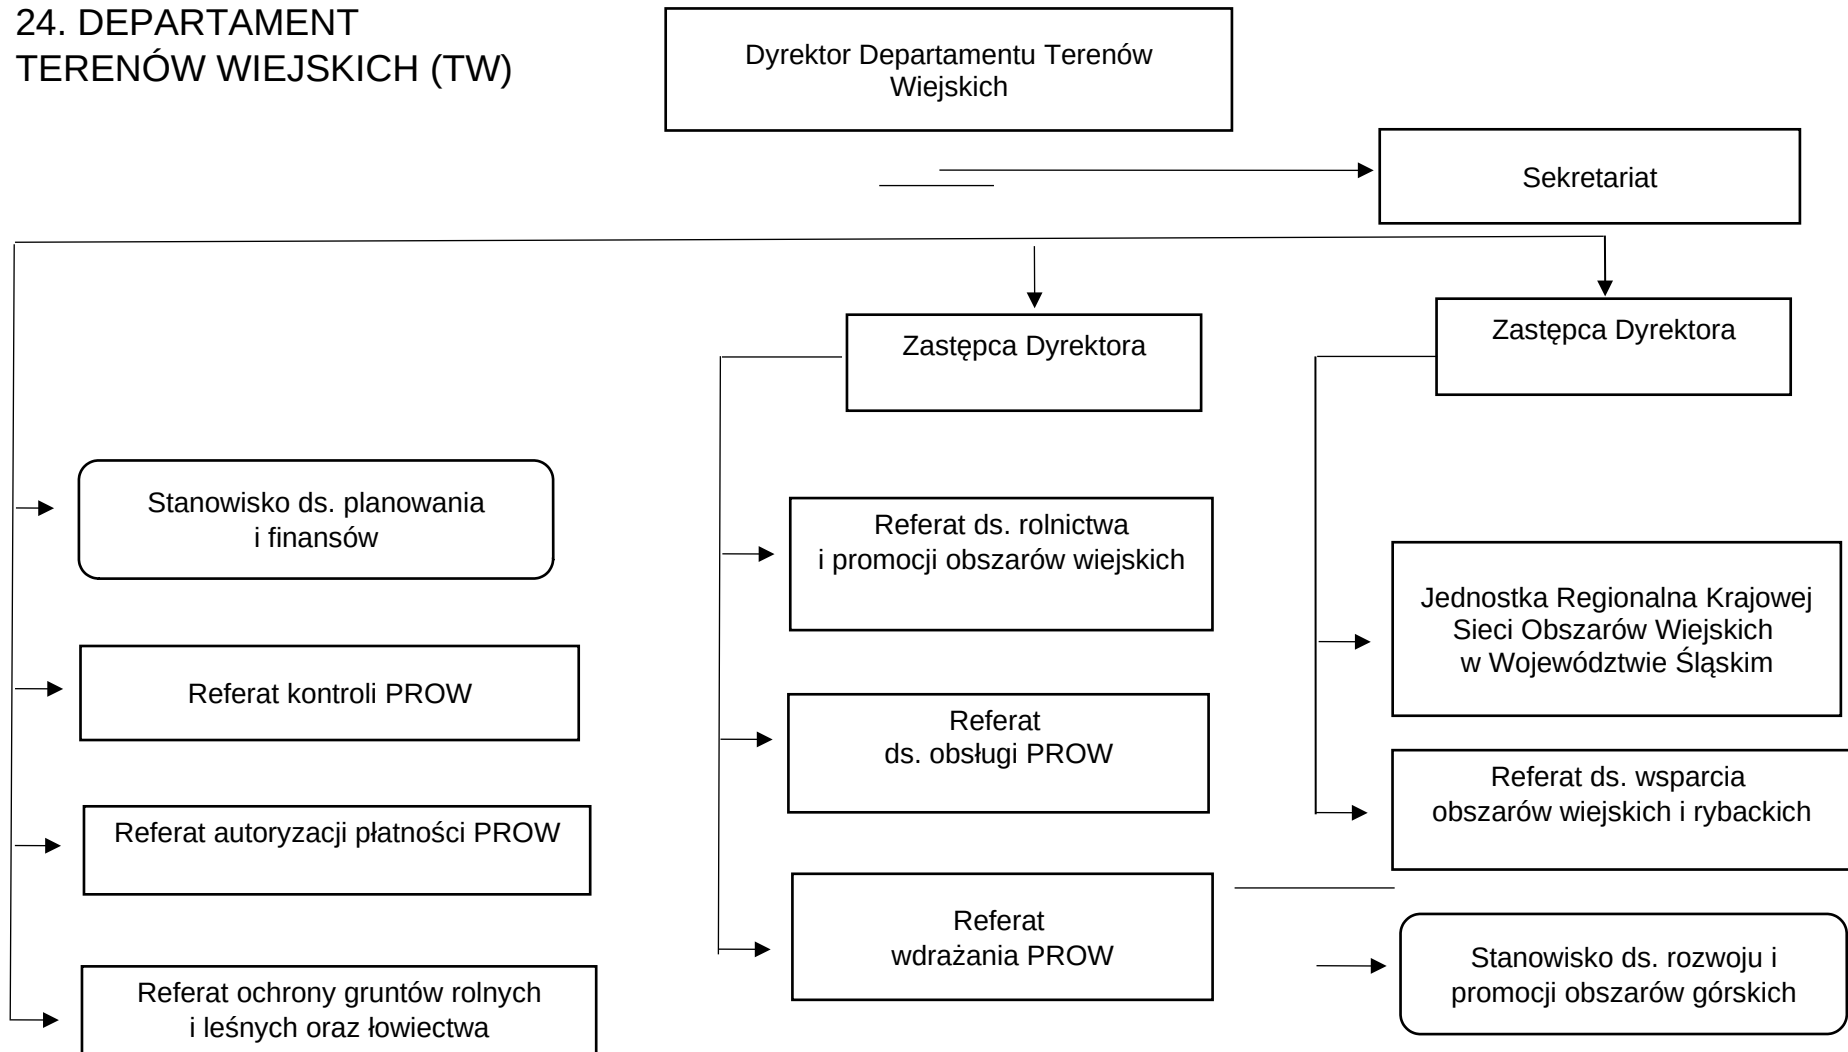 24. DEPARTAMENT
TERENÓW WIEJSKICH (TW)
Dyrektor Departamentu Terenów
Wiejskich
Sekretariat
Zastępca Dyrektora
Zastępca Dyrektora
Stanowisko ds. planowania
i finansów
Referat kontroli PROW
Referat autoryzacji płatności PROW
Referat ochrony gruntów rolnych
i leśnych oraz łowiectwa
Referat ds. rolnictwa
i promocji obszarów wiejskich
Referat
ds. obsługi PROW
Referat
wdrażania PROW
Jednostka Regionalna Krajowej
Sieci Obszarów Wiejskich
w Województwie Śląskim
Referat ds. wsparcia
obszarów wiejskich i rybackich
Stanowisko ds. rozwoju i
promocji obszarów górskich